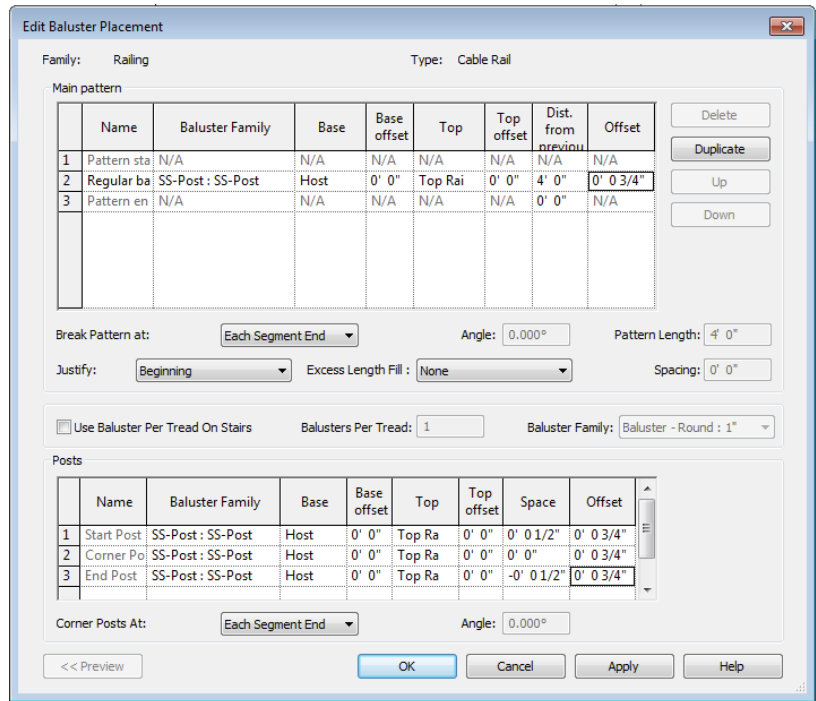 Edit Baluster Placement
Family: Railing Type: Cable Rail
Main pattern
Name Baluster Family Base Base offset Top Top offset Dist. from previou Offset
1 Pattern sta N/A N/A N/A N/A N/A N/A N/A
2 Regular ba SS-Post : SS-Post Host 0' 0" Top Rai 0' 0" 4' 0" 0' 0 3/4"
3 Pattern en N/A N/A N/A N/A N/A 0' 0" N/A
Delete
Duplicate
Up
Down
Break Pattern at: Each Segment End Angle: 0.000° Pattern Length: 4' 0"
Justify: Beginning Excess Length Fill : None Spacing: 0' 0"
Use Baluster Per Tread On Stairs Balusters Per Tread: 1 Baluster Family: Baluster - Round : 1"
Posts
Name Baluster Family Base Base offset Top Top offset Space Offset
1 Start Post SS-Post : SS-Post Host 0' 0" Top Ra 0' 0" 0' 0 1/2" 0' 0 3/4"
2 Corner Po SS-Post : SS-Post Host 0' 0" Top Ra 0' 0" 0' 0" 0' 0 3/4"
3 End Post SS-Post : SS-Post Host 0' 0" Top Ra 0' 0" -0' 0 1/2" 0' 0 3/4"
Corner Posts At: Each Segment End Angle: 0.000°
<< Preview OK Cancel Apply Help